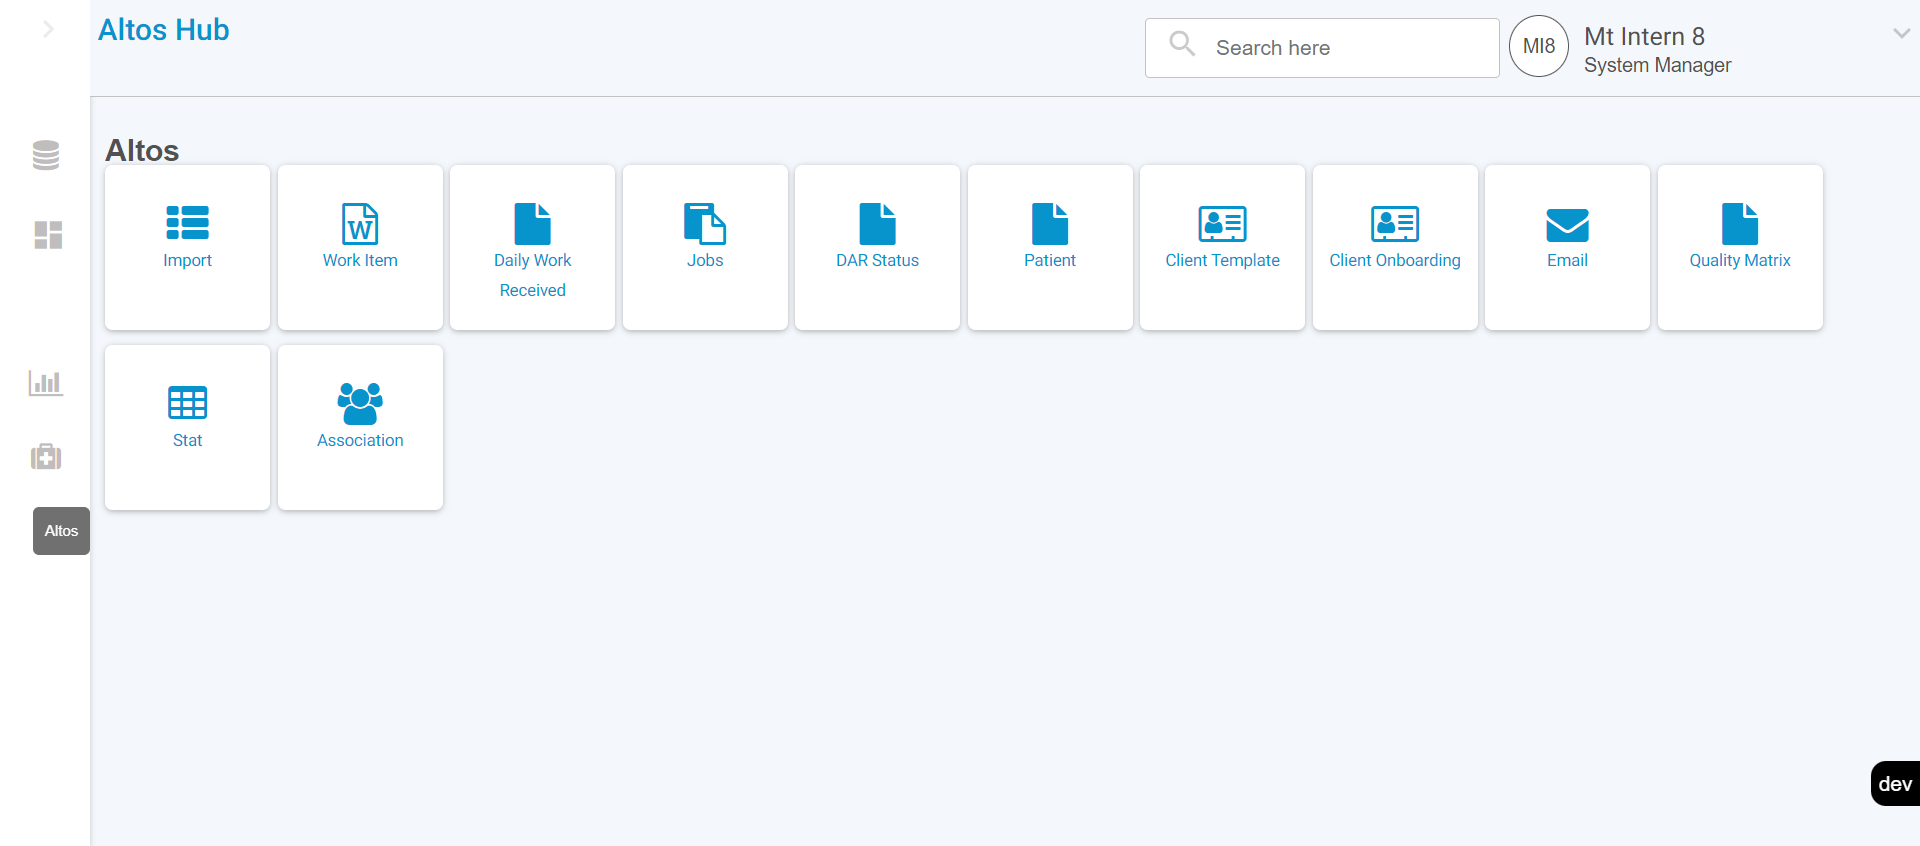 Altos Hub
Search here
MI8
Mt Intern 8
System Manager
Altos
Import
W
Work Item
Daily Work
Received
Jobs
DAR Status
Patient
Client Template
Client Onboarding
Email
Quality Matrix
Stat
Association
Altos
dev